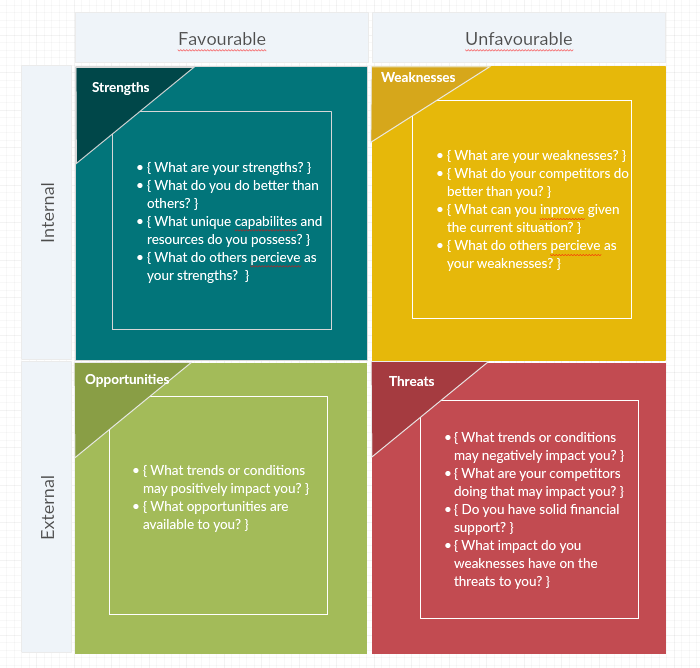 Favourable
Unfavourable
Internal
Strengths
• { What are your strengths? }
• { What do you do better than
others? }
• { What unique capabilites and
resources do you possess? }
• { What do others percieve as
your strengths?  }
Weaknesses
• { What are your weaknesses? }
• { What do your competitors do
better than you? }
• { What can you inprove given
the current situation? }
• { What do others percieve as
your weaknesses? }
External
Opportunities
• { What trends or conditions
may positively impact you? }
• { What opportunities are
available to you? }
Threats
• { What trends or conditions
may negatively impact you? }
• { What are your competitors
doing that may impact you? }
• { Do you have solid financial
support? }
• { What impact do you
weaknesses have on the
threats to you? }